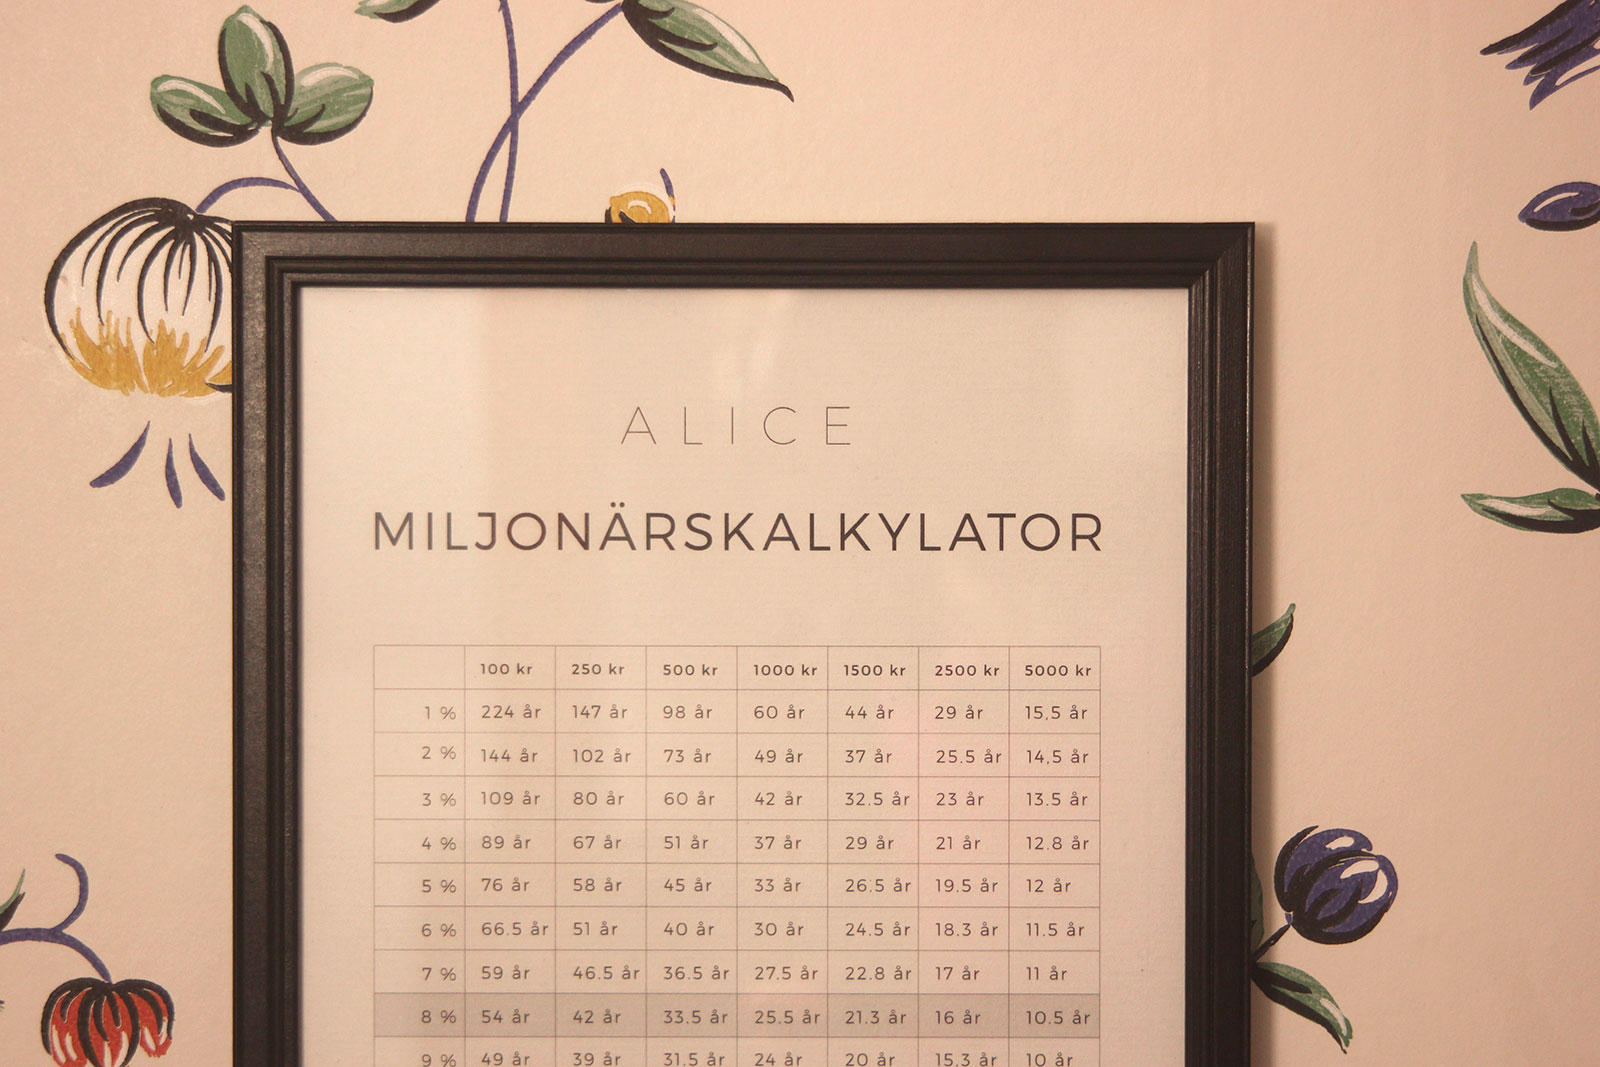 ALICE
MILJONÄRSKALKYLATOR
100 kr 250 kr 500 kr 1000 kr 1500 kr 2500 kr 5000 kr
1 % 224 år 147 år 98 år 60 år 44 år 29 år 15,5 år
2 % 144 år 102 år 73 år 49 år 37 år 25.5 år 14,5 år
3 % 109 år 80 år 60 år 42 år 32.5 år 23 år 13.5 år
4 % 89 år 67 år 51 år 37 år 29 år 21 år 12.8 år
5 % 76 år 58 år 45 år 33 år 26.5 år 19.5 år 12 år
6 % 66.5 år 51 år 40 år 30 år 24.5 år 18.3 år 11.5 år
7 % 59 år 46.5 år 36.5 år 27.5 år 22.8 år 17 år 11 år
8 % 54 år 42 år 33.5 år 25.5 år 21.3 år 16 år 10.5 år
9 % 49 år 39 år 31.5 år 24 år 20 år 15.3 år 10 år